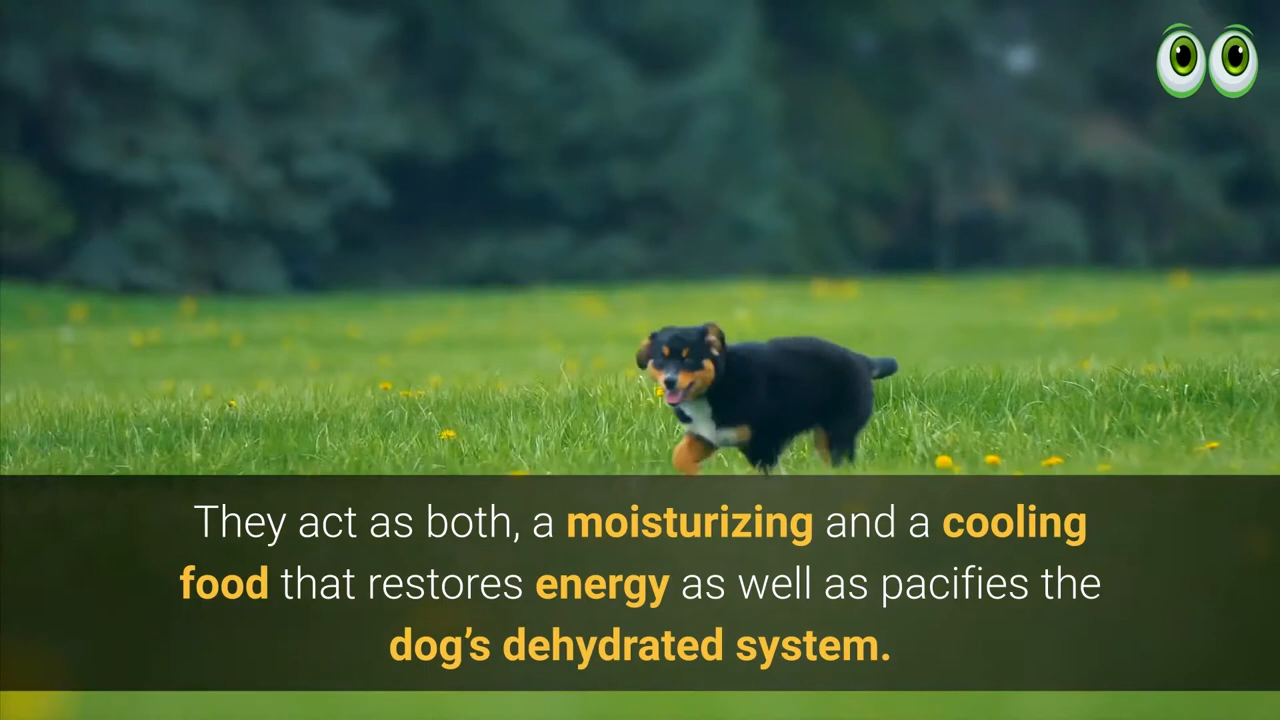 They act as both, a moisturizing and a cooling
food that restores energy as well as pacifies the
dog's dehydrated system.